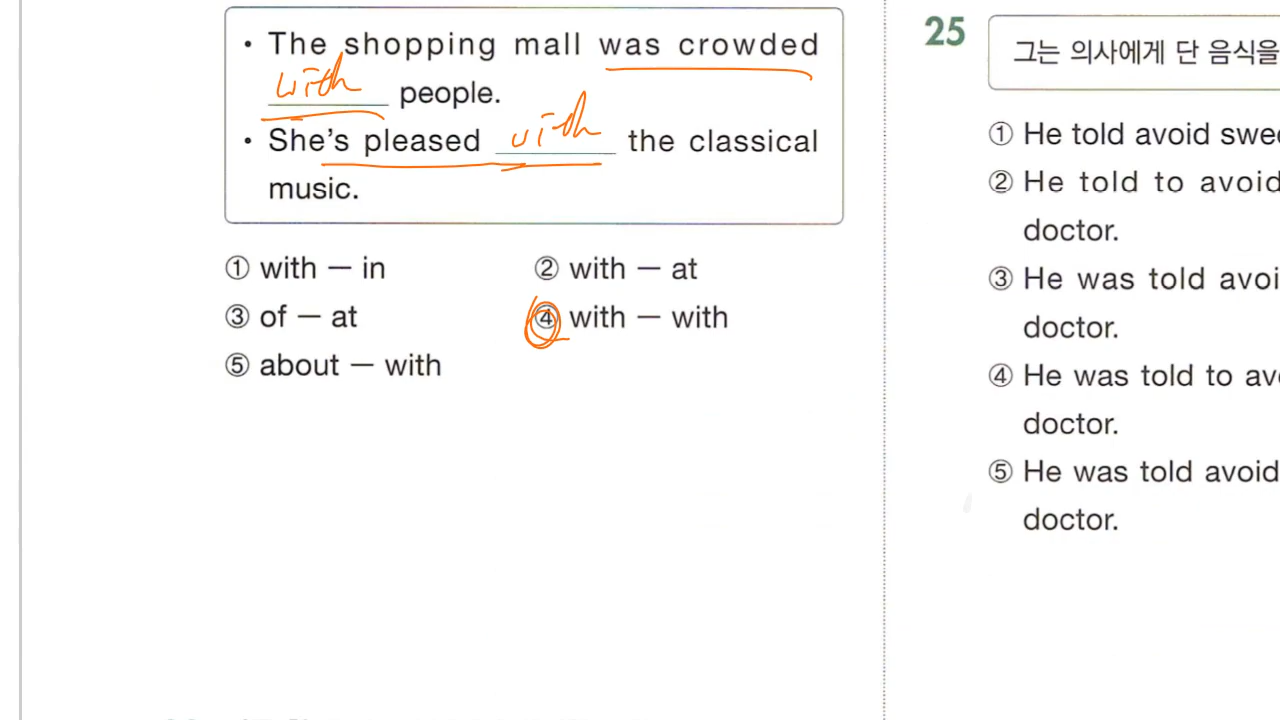 • The shopping mall was crowded
with people.
• She's pleased with the classical
music.
① with – in ② with – at
③ of – at ④ with – with
⑤ about – with
25
그는 의사에게 단 음식을
① He told avoid swee
② He told to avoid
doctor.
③ He was told avoi
doctor.
④ He was told to avo
doctor.
⑤ He was told avoid
doctor.